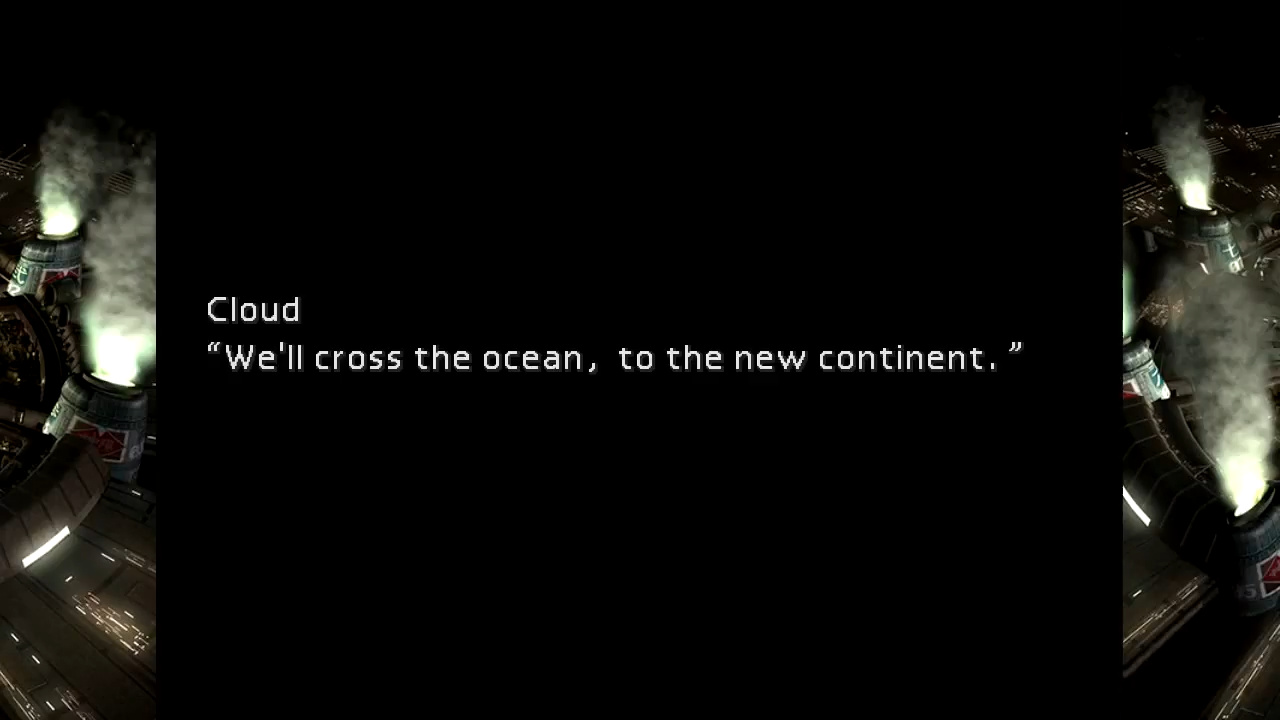 Cloud
“We'll cross the ocean, to the new continent.”